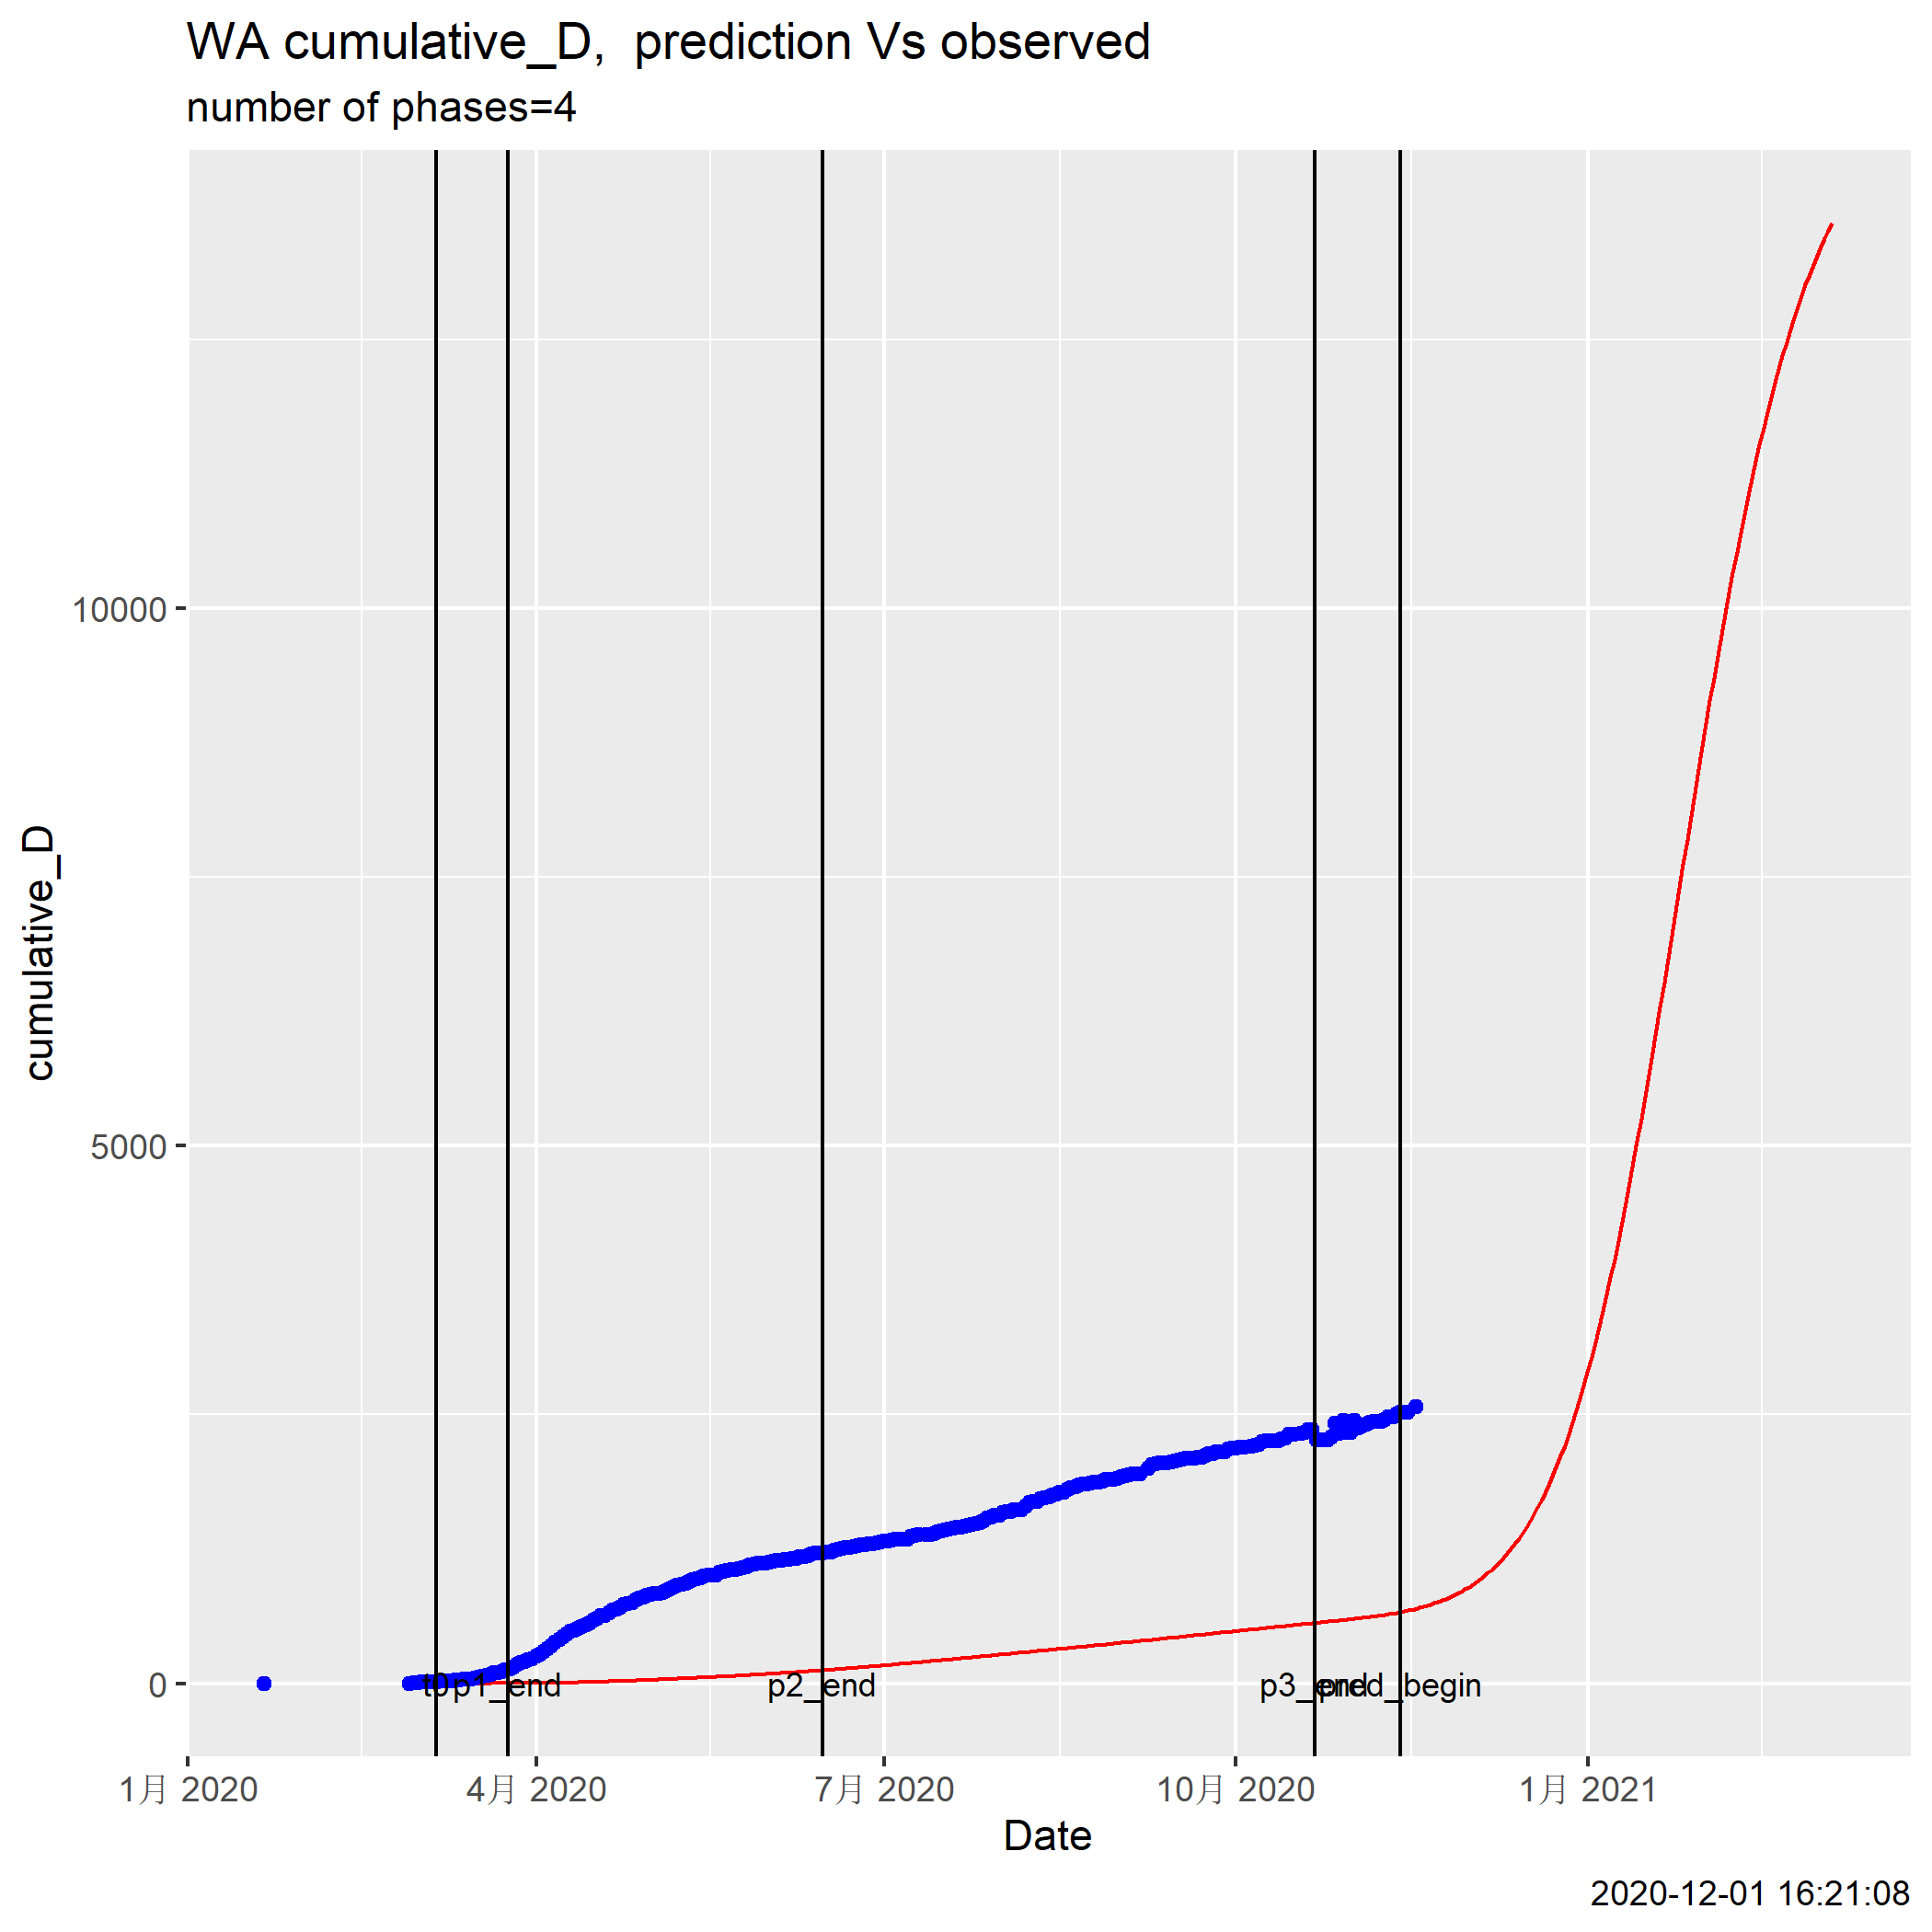 WA cumulative_D,  prediction Vs observed
number of phases=4
cumulative_D
10000
5000
0
t0 p1_end p2_end p3_end pred_begin
1月 2020 4月 2020 7月 2020 10月 2020 1月 2021
Date
2020-12-01 16:21:08